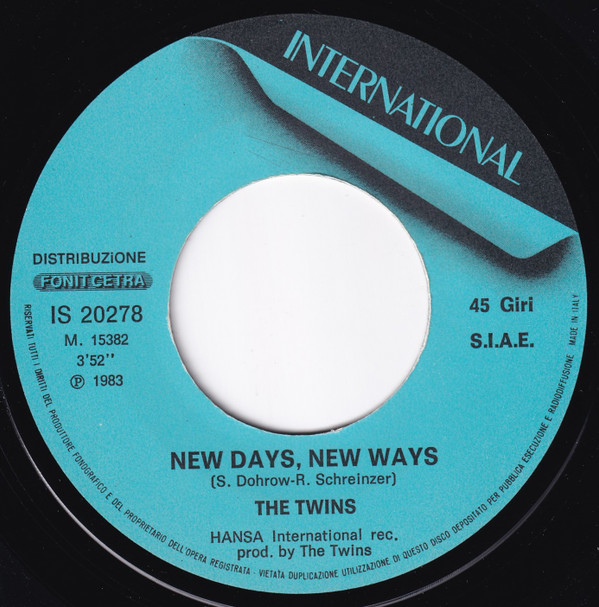 INTERNATIONAL
DISTRIBUZiONE
FONIT CETRA
IS 20278
M. 15382
3'52''
℗ 1983
45 Giri
S.I.A.E.
NEW DAYS, NEW WAYS
(S. Dohrow-R. Schreinzer)
THE TWINS
HANSA International rec.
prod. by The Twins
RISERVATI TUTTI I DIRITTI DEL PRODUTTORE FONOGRAFICO E DEL PROPRIETARIO DELL'OPERA REGISTRATA - VIETATA DUPLICAZIONE UTILIZZAZIONE DI QUESTO DISCO DEPOSITATO PER PUBBLICA ESECUZIONE E RADIODIFFUSIONE MADE IN ITALY